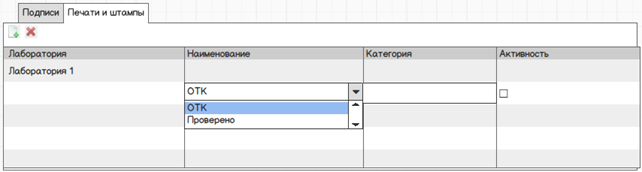 Подписи Печати и штампы
Лаборатория Наименование Категория Активность
Лаборатория 1
ОТК
ОТК
Проверено